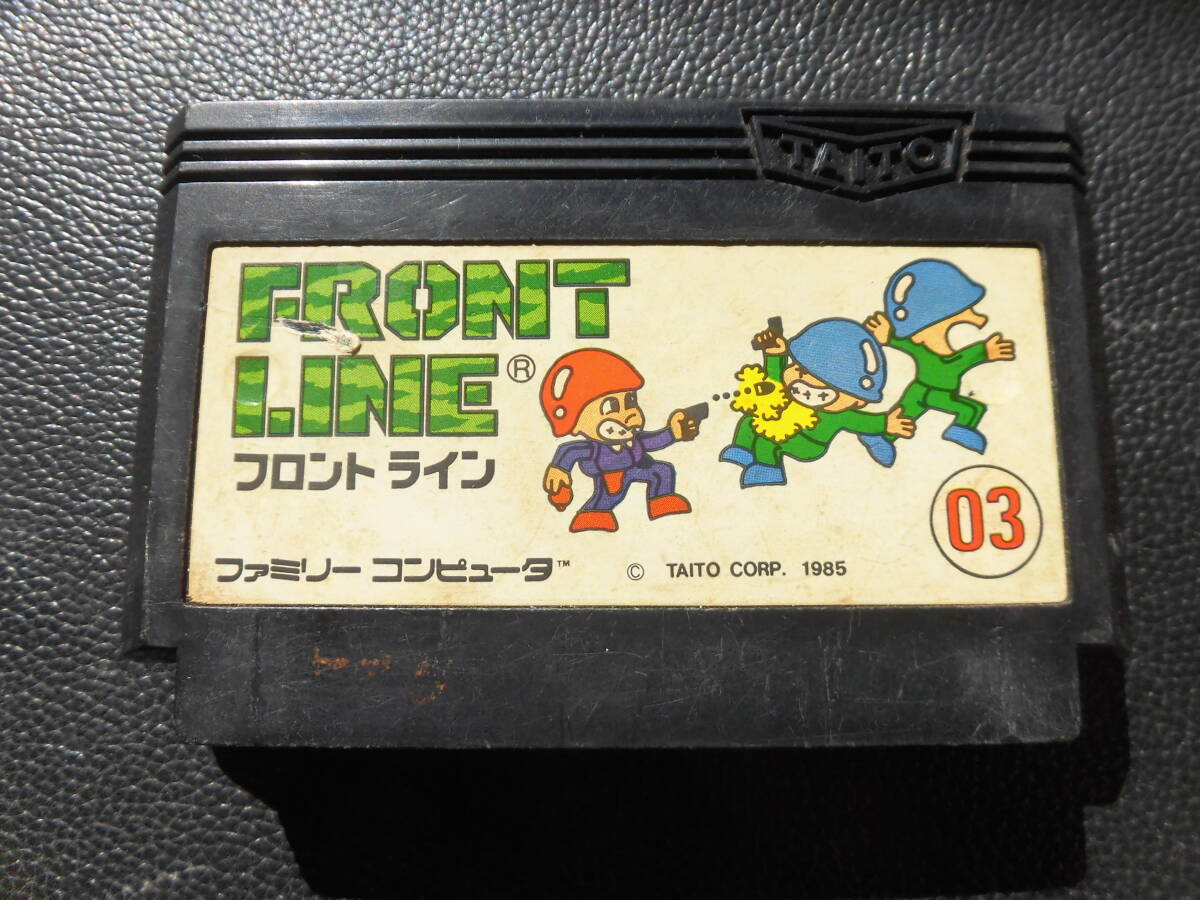 TAITO
FRONT
LINE®
フロント ライン
03
ファミリー コンピュータ™
© TAITO CORP. 1985